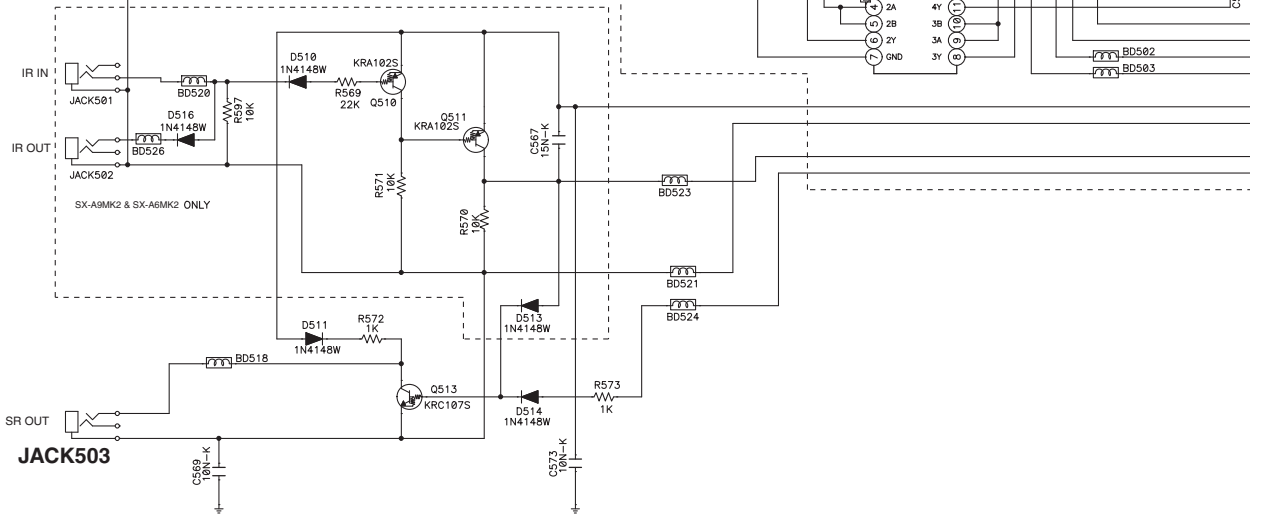 4 2A 4Y 11
5 2B 3B 10
6 2Y 3A 9
7 GND 3Y 8
BD502
BD503
D510
1N4148W
KRA102S
IR IN
JACK501
BD520
R597
10K
R569
22K
Q510
Q511
KRA102S
D516
1N4148W
C567
15N-K
IR OUT
BD526
JACK502
R571
10K
BD523
SX-A9MK2 & SX-A6MK2 ONLY
R570
10K
BD521
D513
1N4148W
BD524
D511
1N4148W
R572
1K
BD518
Q513
KRC107S
R573
1K
D514
1N4148W
SR OUT
JACK503
C569
10N-K
C573
10N-K